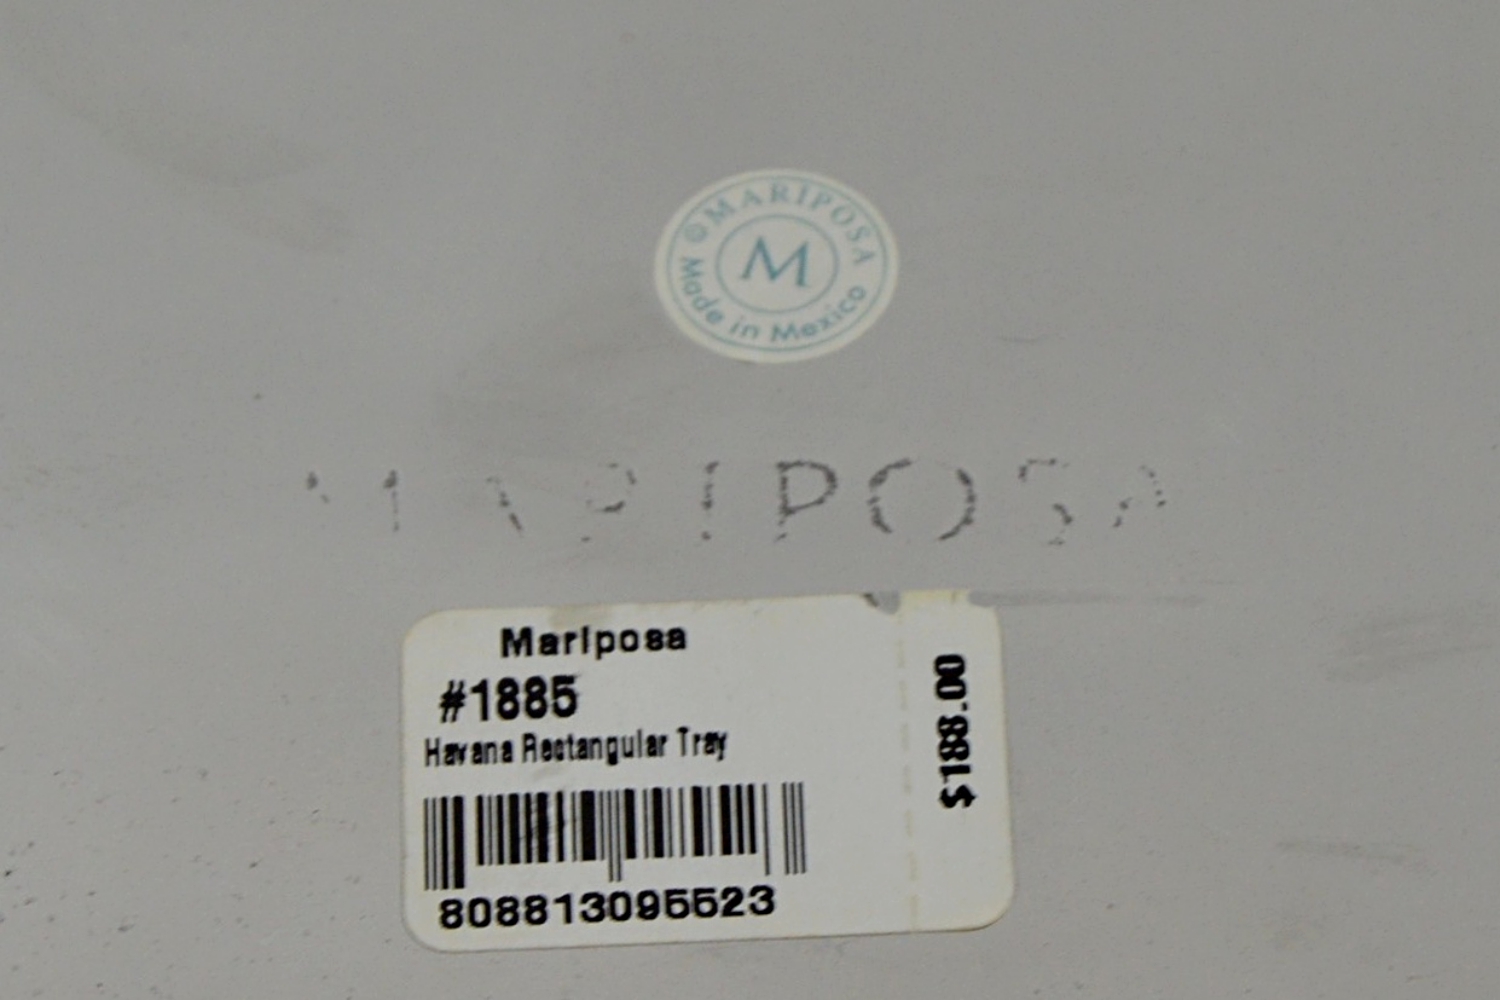 © MARIPOSA
M
Made in Mexico
MARIPOSA
Mariposa
#1885
Havana Rectangular Tray
808813095523
$188.00